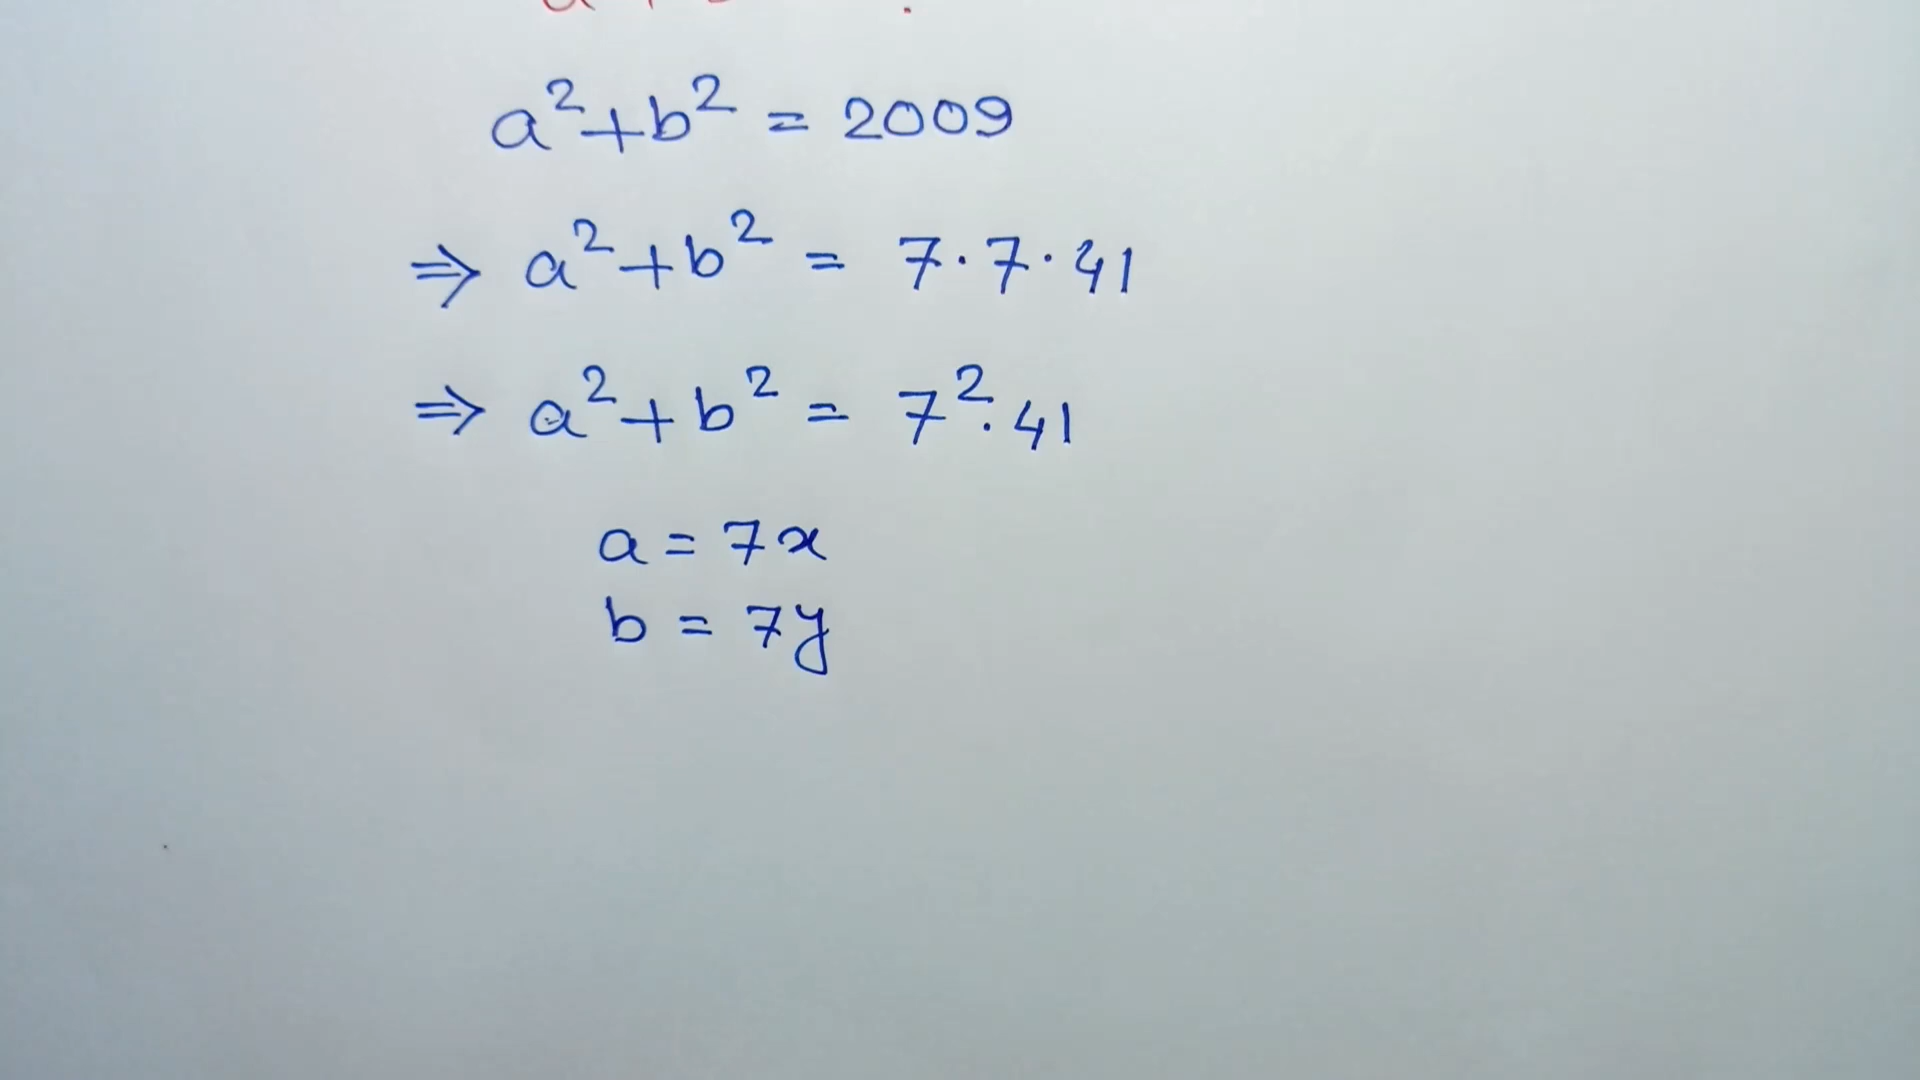 a²+b² = 2009
⇒ a²+b² = 7·7·41
⇒ a²+b² = 7²·41
a = 7x
b = 7y